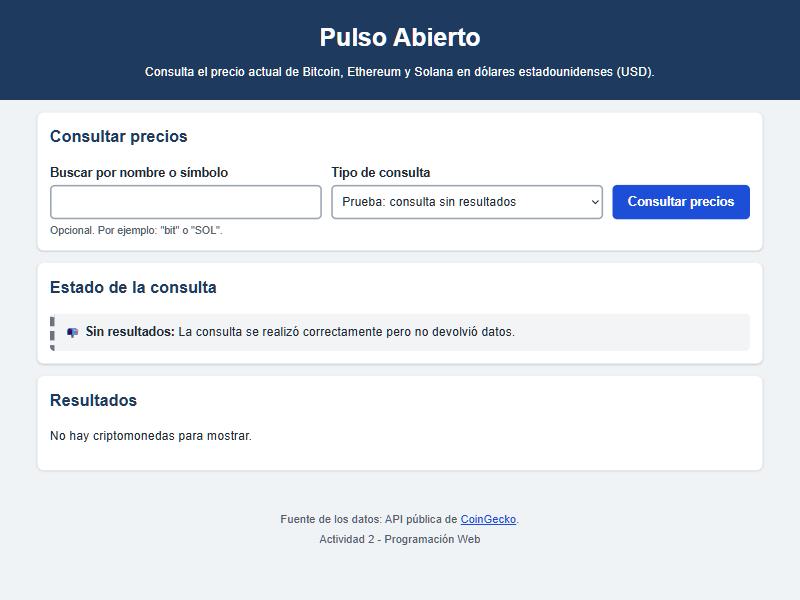 Pulso Abierto
Consulta el precio actual de Bitcoin, Ethereum y Solana en dólares estadounidenses (USD).
Consultar precios
Buscar por nombre o símbolo
Tipo de consulta
Prueba: consulta sin resultados
Consultar precios
Opcional. Por ejemplo: "bit" o "SOL".
Estado de la consulta
Sin resultados: La consulta se realizó correctamente pero no devolvió datos.
Resultados
No hay criptomonedas para mostrar.
Fuente de los datos: API pública de CoinGecko.
Actividad 2 - Programación Web